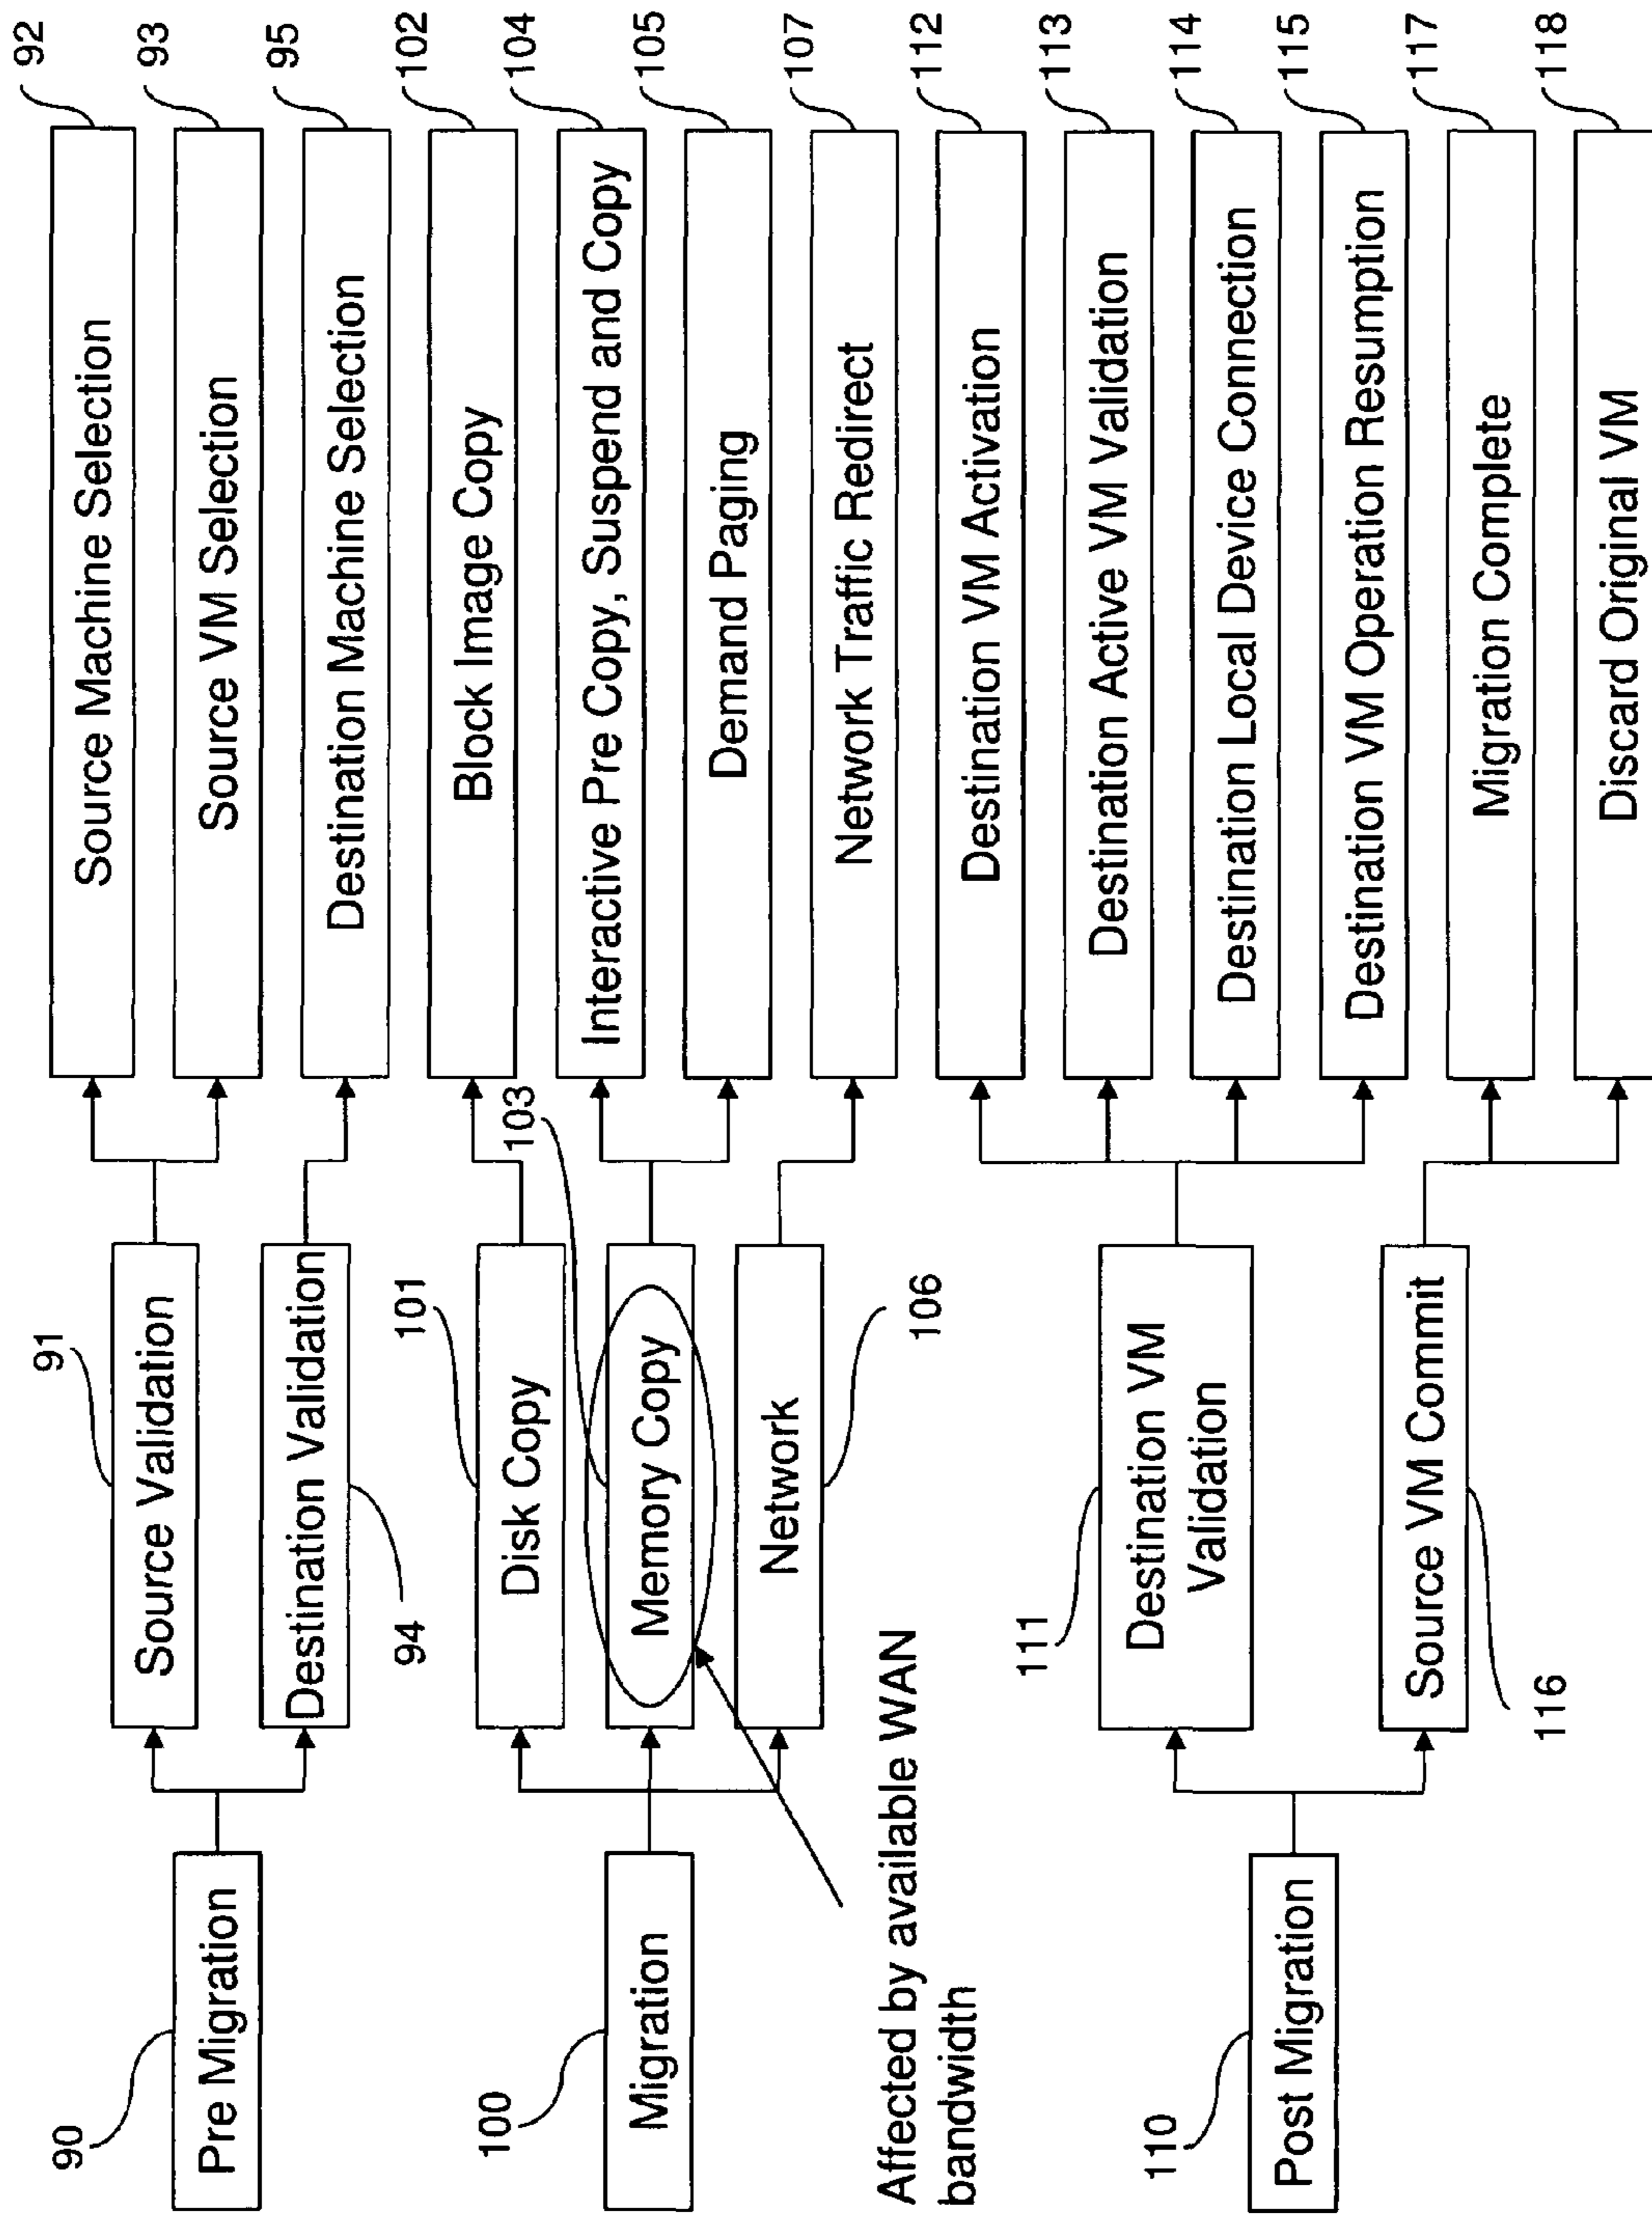 90
Pre Migration
91
Source Validation
92
Source Machine Selection
93
Source VM Selection
94
Destination Validation
95
Destination Machine Selection
100
Migration
101
Disk Copy
102
Block Image Copy
103
Memory Copy
104
Interactive Pre Copy, Suspend and Copy
105
Demand Paging
106
Network
107
Network Traffic Redirect
Affected by available WAN
bandwidth
110
Post Migration
111
Destination VM
Validation
112
Destination VM Activation
113
Destination Active VM Validation
114
Destination Local Device Connection
115
Destination VM Operation Resumption
116
Source VM Commit
117
Migration Complete
118
Discard Original VM